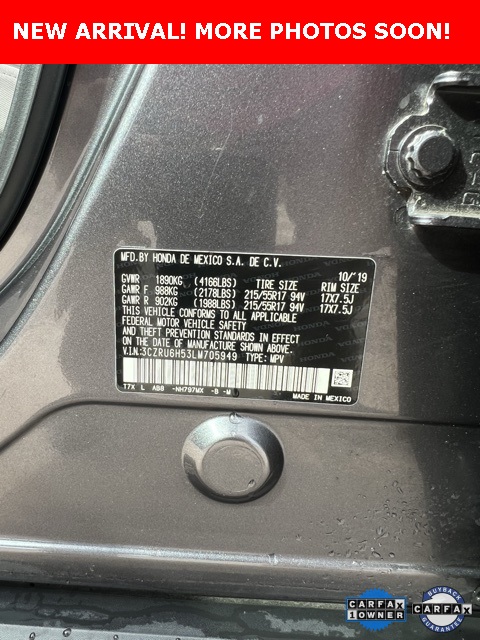 NEW ARRIVAL! MORE PHOTOS SOON!
MFD. BY HONDA DE MEXICO S.A. DE C.V. 10/'19
GVWR 1890KG (4166LBS) TIRE SIZE RIM SIZE
GAWR F 988KG (2178LBS) 215/55R17 94V 17X7.5J
GAWR R 902KG (1988LBS) 215/55R17 94V 17X7.5J
THIS VEHICLE CONFORMS TO ALL APPLICABLE
FEDERAL MOTOR VEHICLE SAFETY, BUMPER,
AND THEFT PREVENTION STANDARDS IN EFFECT
ON THE DATE OF MANUFACTURE SHOWN ABOVE.
V.I.N:3CZRU6H53LM705949 TYPE: MPV
T7X L AB8 -NH797MX -B -M
MADE IN MEXICO
CARFAX
1 OWNER
BUYBACK
CARFAX
GUARANTEE